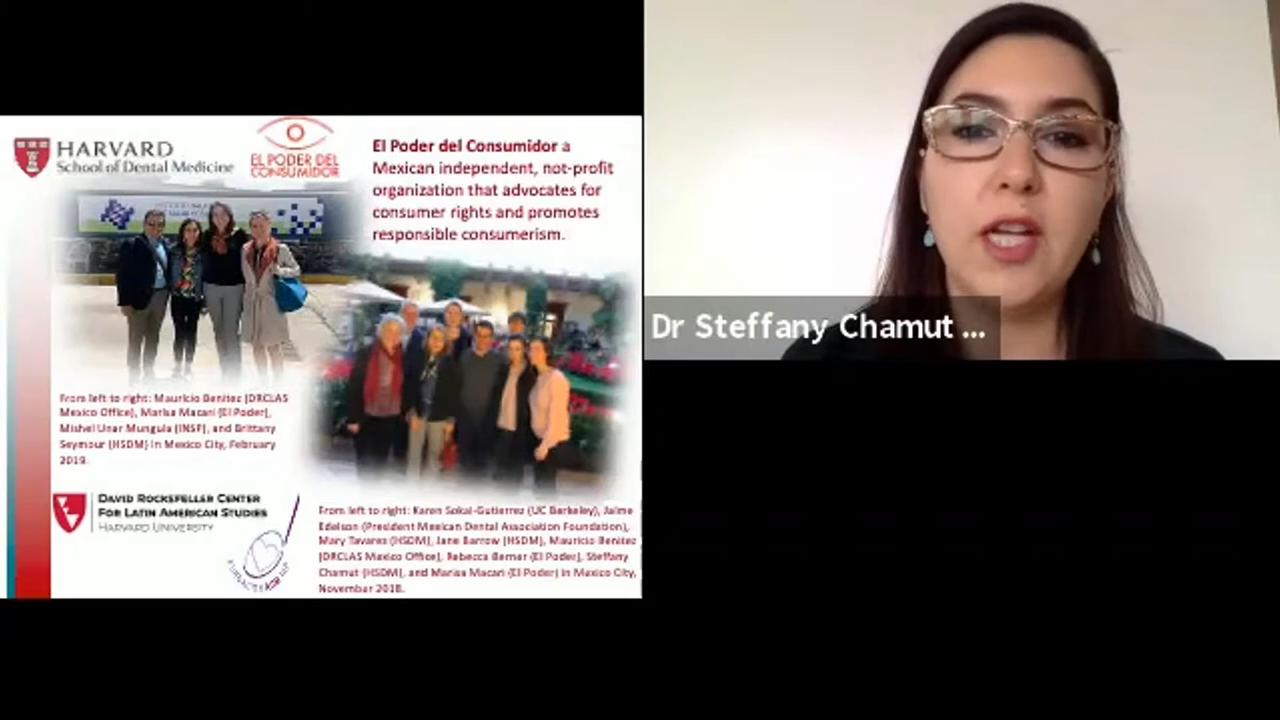 HARVARD
School of Dental Medicine
EL PODER DEL
CONSUMIDOR
El Poder del Consumidor a
Mexican independent, not-profit
organization that advocates for
consumer rights and promotes
responsible consumerism.
From left to right: Mauricio Benitez (DRCLAS
Mexico Office), Marisa Macari (El Poder),
Mishel Unar Munguia (INSP), and Brittany
Seymour (HSDM) in Mexico City, February
2019.
DAVID ROCKEFELLER CENTER
FOR LATIN AMERICAN STUDIES
HARVARD UNIVERSITY
From left to right: Karen Sokal-Gutierrez (UC Berkeley), Jaime
Edelson (President Mexican Dental Association Foundation),
Mary Tavares (HSDM), Jane Barrow (HSDM), Mauricio Benitez
(DRCLAS Mexico Office), Rebecca Berner (El Poder), Steffany
Chamut (HSDM), and Marisa Macari (El Poder) in Mexico City,
November 2018.
Dr Steffany Chamut ...